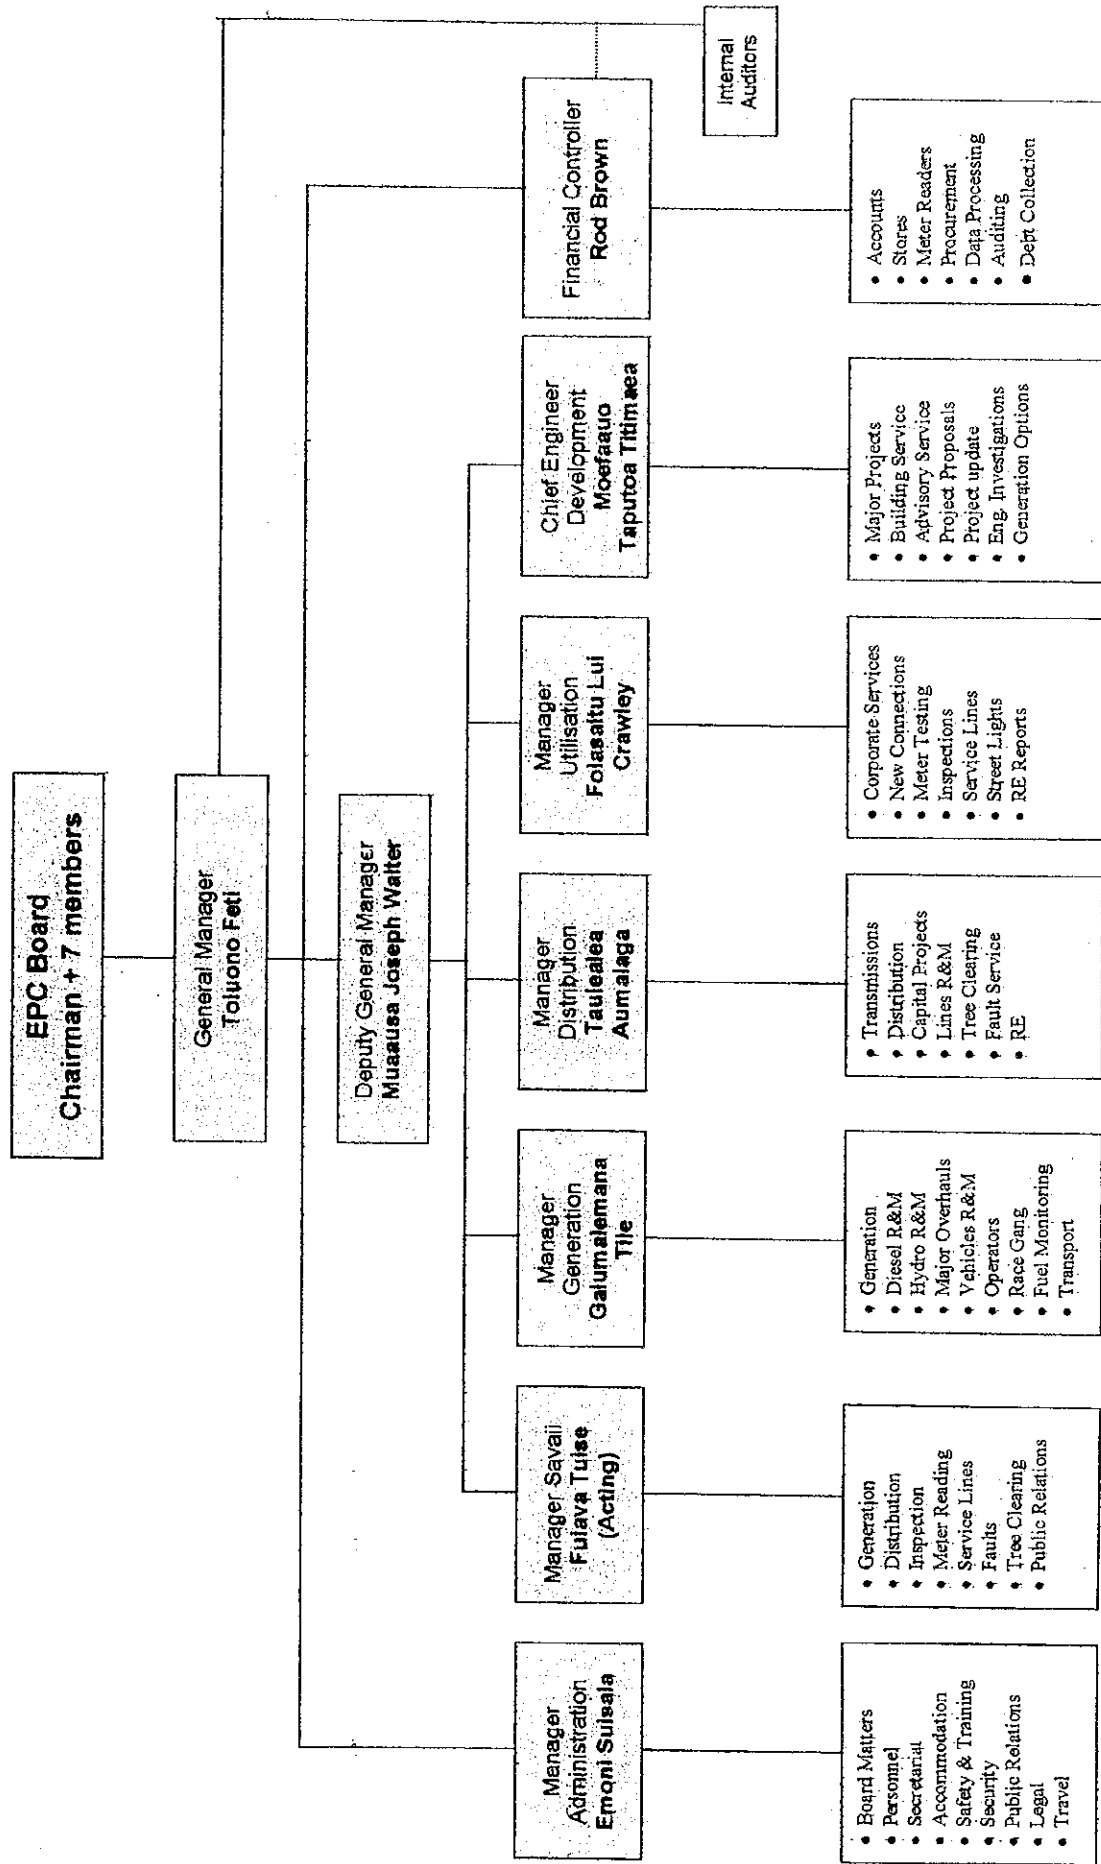 EPC Board
Chairman + 7 members
General Manager
Toluono Feti
Deputy General Manager
Muaausa Joseph Walter
Internal
Auditors
Manager
Administration
Emoni Suisala
Manager Savaii
Fulava Tuise
(Acting)
Manager
Generation
Galumalemana
Tile
Manager
Distribution
Taulealea
Aumalaga
Manager
Utilisation
Folasaitu Lui
Crawley
Chief Engineer
Development
Moefaauo
Taputoa Titimaea
Financial Controller
Rod Brown
• Board Matters
• Personnel
• Secretarial
• Accommodation
• Safety & Training
• Security
• Public Relations
• Legal
• Travel
• Generation
• Distribution
• Inspection
• Meter Reading
• Service Lines
• Faults
• Tree Clearing
• Public Relations
• Generation
• Diesel R&M
• Hydro R&M
• Major Overhauls
• Vehicles R&M
• Operators
• Race Gang
• Fuel Monitoring
• Transport
• Transmissions
• Distribution
• Capital Projects
• Lines R&M
• Tree Clearing
• Fault Service
• RE
• Corporate Services
• New Connections
• Meter Testing
• Inspections
• Service Lines
• Street Lights
• RE Reports
• Major Projects
• Building Service
• Advisory Service
• Project Proposals
• Project update
• Eng. Investigations
• Generation Options
• Accounts
• Stores
• Meter Readers
• Procurement
• Data Processing
• Auditing
• Debt Collection